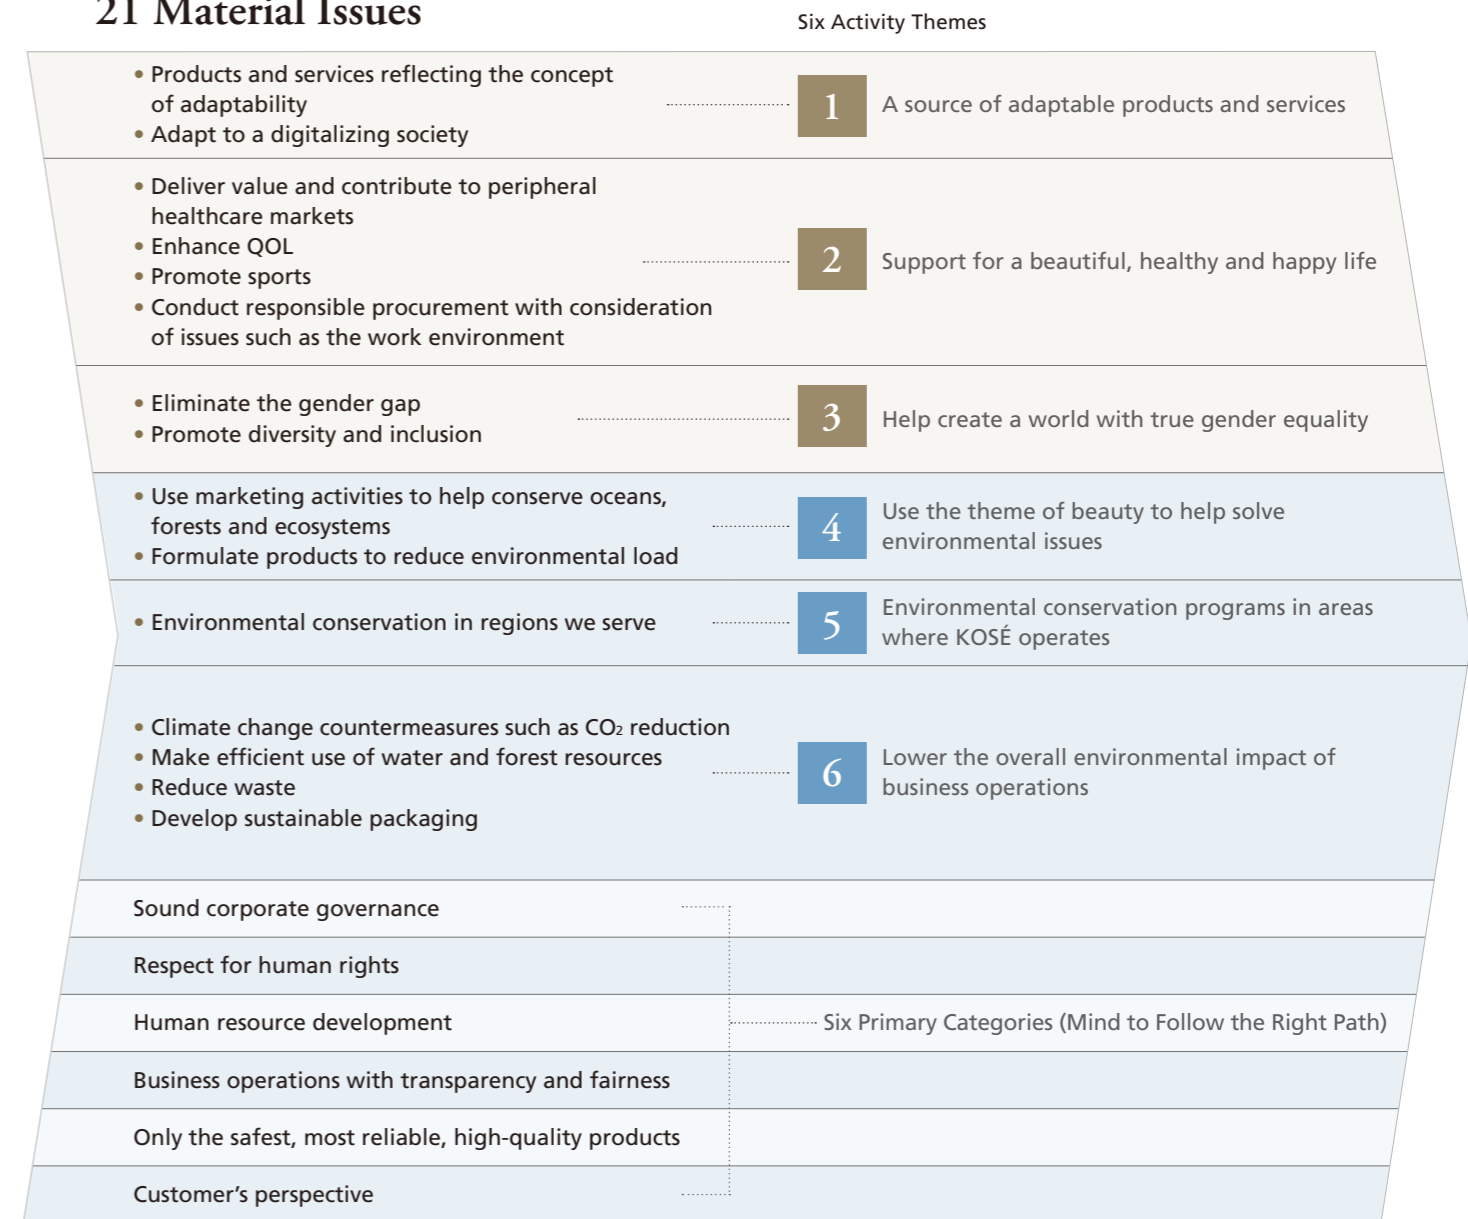 21 Material Issues
Six Activity Themes
• Products and services reflecting the concept
of adaptability
• Adapt to a digitalizing society
1
A source of adaptable products and services
• Deliver value and contribute to peripheral
healthcare markets
• Enhance QOL
• Promote sports
• Conduct responsible procurement with consideration
of issues such as the work environment
2
Support for a beautiful, healthy and happy life
• Eliminate the gender gap
• Promote diversity and inclusion
3
Help create a world with true gender equality
• Use marketing activities to help conserve oceans,
forests and ecosystems
• Formulate products to reduce environmental load
4
Use the theme of beauty to help solve
environmental issues
• Environmental conservation in regions we serve
5
Environmental conservation programs in areas
where KOSÉ operates
• Climate change countermeasures such as CO₂ reduction
• Make efficient use of water and forest resources
• Reduce waste
• Develop sustainable packaging
6
Lower the overall environmental impact of
business operations
Sound corporate governance
Respect for human rights
Human resource development
Business operations with transparency and fairness
Only the safest, most reliable, high-quality products
Customer’s perspective
Six Primary Categories (Mind to Follow the Right Path)